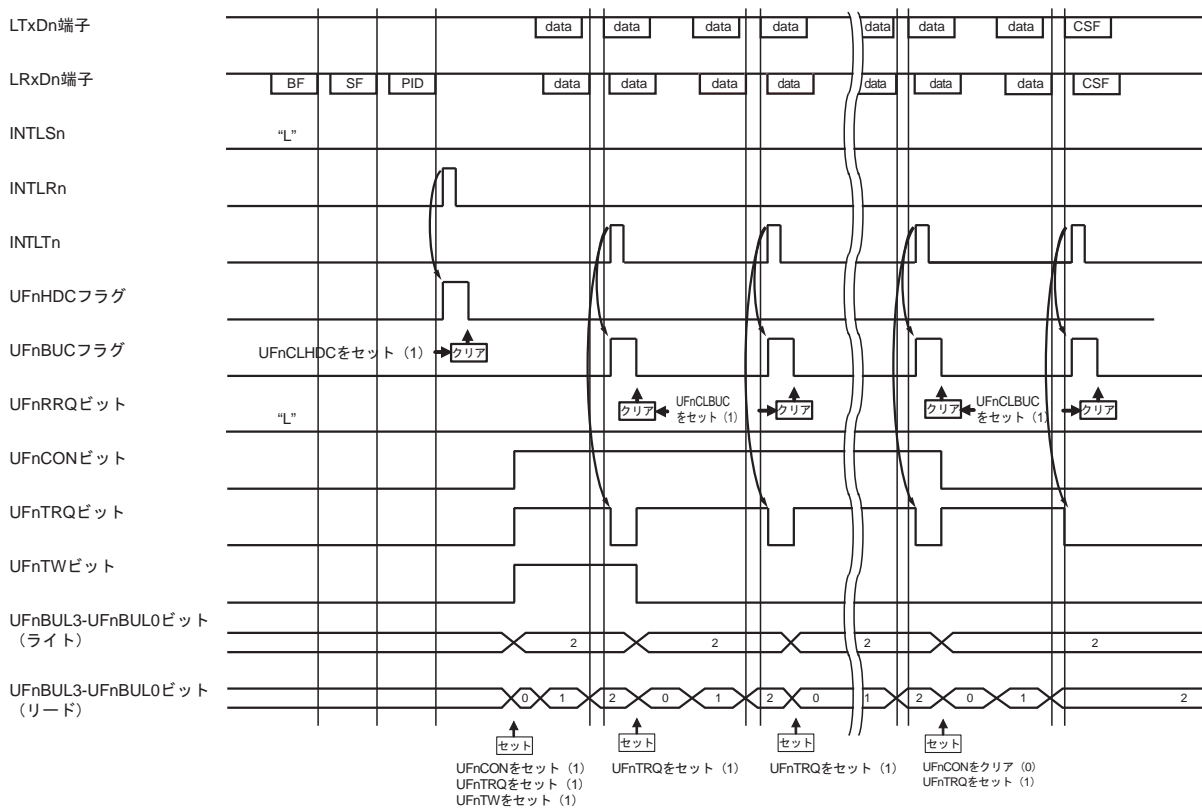 LTxDn端子
data data data data data data data CSF
LRxDn端子
BF SF PID data data data data data data data CSF
INTLSn
“L”
INTLRn
INTLTn
UFnHDCフラグ
UFnBUCフラグ
UFnCLHDCをセット（1）
クリア
UFnRRQビット
“L”
クリア
UFnCLBUC
をセット（1）
クリア
クリア
UFnCLBUC
をセット（1）
クリア
UFnCONビット
UFnTRQビット
UFnTWビット
UFnBUL3-UFnBUL0ビット
（ライト）
2 2 2 2
UFnBUL3-UFnBUL0ビット
（リード）
0 1 2 0 1 2 0 1 2 0 1 2
セット
UFnCONをセット（1）
UFnTRQをセット（1）
UFnTWをセット（1）
セット
UFnTRQをセット（1）
セット
UFnTRQをセット（1）
セット
UFnCONをクリア（0）
UFnTRQをセット（1）